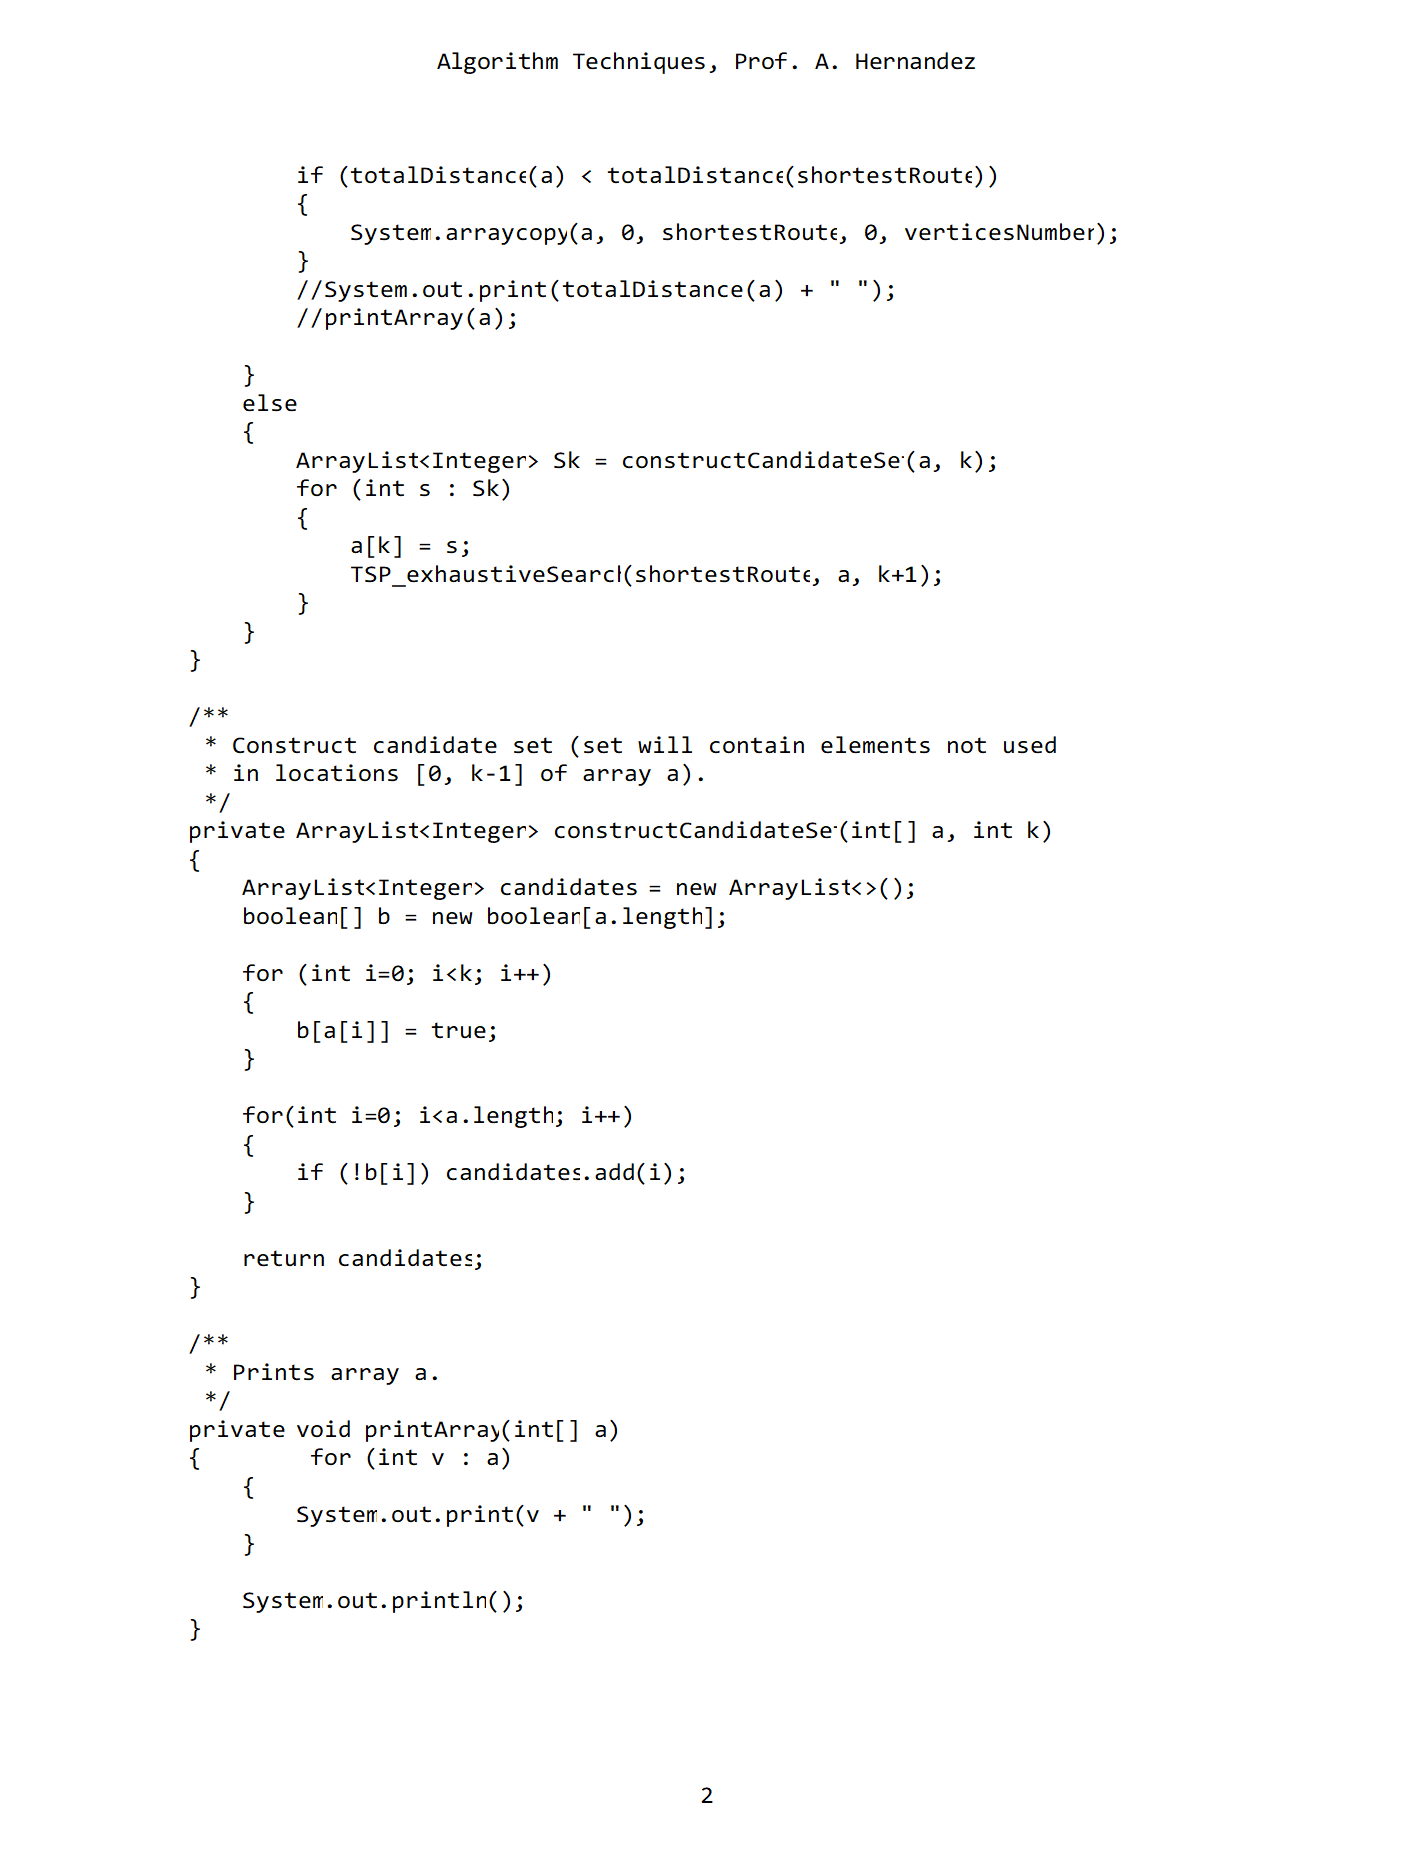 Algorithm Techniques, Prof. A. Hernandez
if (totalDistance(a) < totalDistance(shortestRoute))
{
System.arraycopy(a, 0, shortestRoute, 0, verticesNumber);
}
//System.out.print(totalDistance(a) + " ");
//printArray(a);
}
else
{
ArrayList<Integer> Sk = constructCandidateSet(a, k);
for (int s : Sk)
{
a[k] = s;
TSP_exhaustiveSearch(shortestRoute, a, k+1);
}
}
}
/**
* Construct candidate set (set will contain elements not used
* in locations [0, k-1] of array a).
*/
private ArrayList<Integer> constructCandidateSet(int[] a, int k)
{
ArrayList<Integer> candidates = new ArrayList<>();
boolean[] b = new boolean[a.length];
for (int i=0; i<k; i++)
{
b[a[i]] = true;
}
for(int i=0; i<a.length; i++)
{
if (!b[i]) candidates.add(i);
}
return candidates;
}
/**
* Prints array a.
*/
private void printArray(int[] a)
{ for (int v : a)
{
System.out.print(v + " ");
}
System.out.println();
}
2